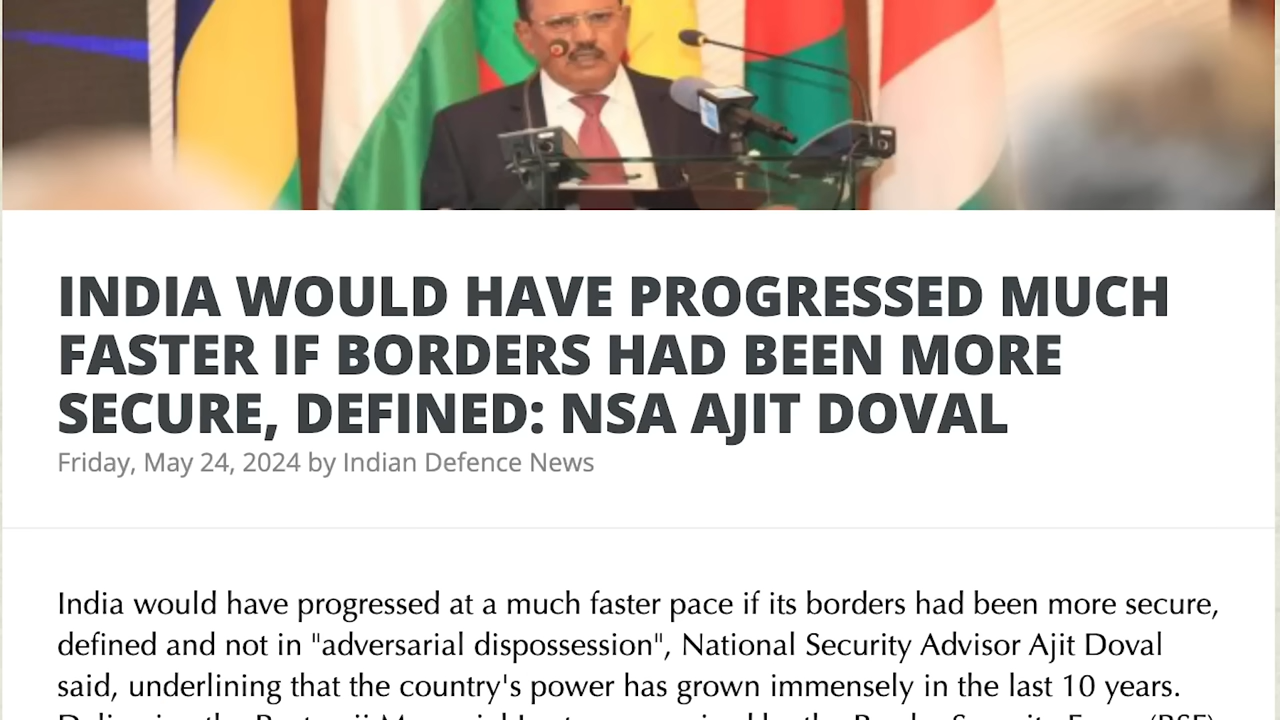 INDIA WOULD HAVE PROGRESSED MUCH
FASTER IF BORDERS HAD BEEN MORE
SECURE, DEFINED: NSA AJIT DOVAL
Friday, May 24, 2024 by Indian Defence News
India would have progressed at a much faster pace if its borders had been more secure,
defined and not in "adversarial dispossession", National Security Advisor Ajit Doval
said, underlining that the country's power has grown immensely in the last 10 years.